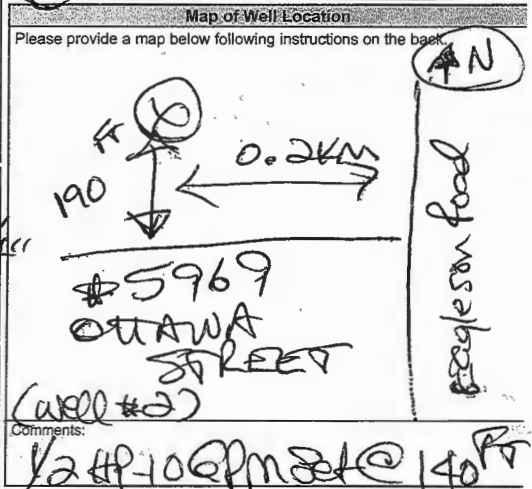 Map of Well Location
Please provide a map below following instructions on the back.
N
190 FT
0.2KM
Eagleson Road
#5969
OTTAWA
STREET
(well #2)
Comments:
1/2 HP-10GPM Set @ 140 FT